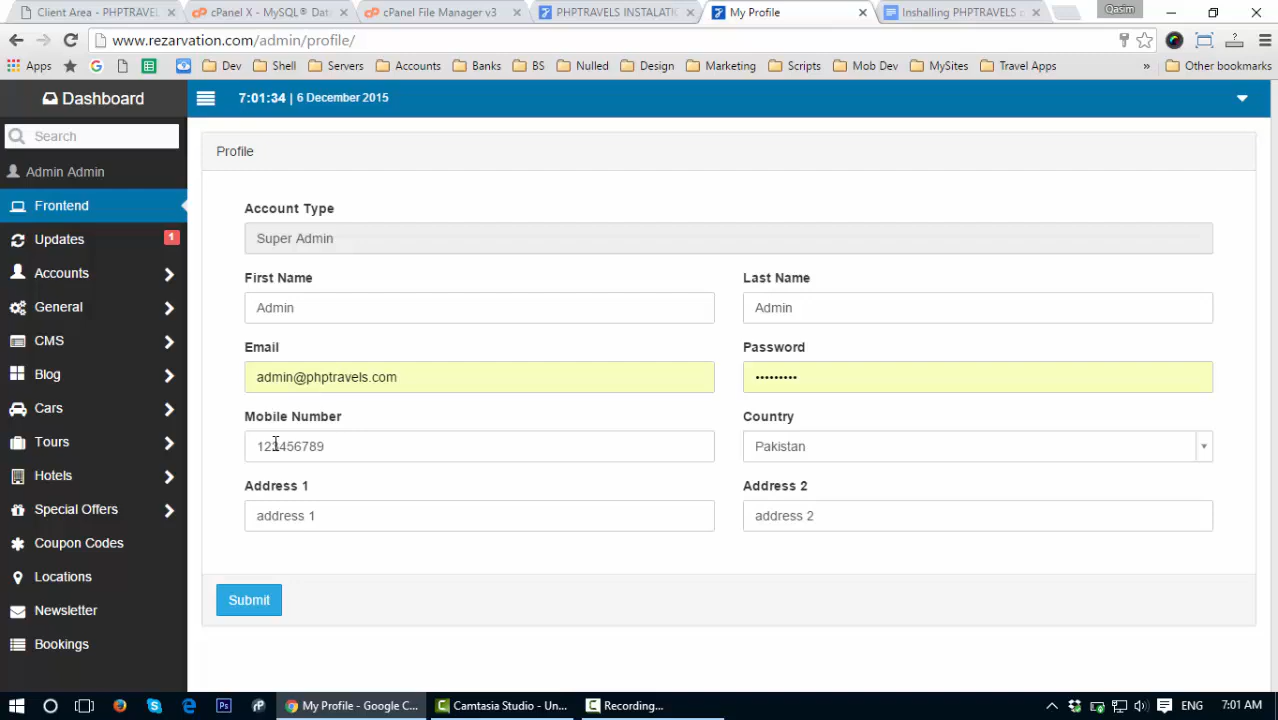 Client Area - PHPTRAVEL
cPanel X - MySQL® Data
cPanel File Manager v3
PHPTRAVELS INSTALATIO
My Profile
Inshalling PHPTRAVELS o
Qasim
www.rezarvation.com/admin/profile/
Apps
Dev
Shell
Servers
Accounts
Banks
BS
Nulled
Design
Marketing
Scripts
Mob Dev
MySites
Travel Apps
»
Other bookmarks
Dashboard
7:01:34 | 6 December 2015
Search
Admin Admin
Frontend
Updates
1
Accounts
General
CMS
Blog
Cars
Tours
Hotels
Special Offers
Coupon Codes
Locations
Newsletter
Bookings
Profile
Account Type
Super Admin
First Name
Last Name
Admin
Admin
Email
Password
admin@phptravels.com
•••••••••
Mobile Number
Country
123456789
Pakistan
Address 1
Address 2
address 1
address 2
Submit
Ps
My Profile - Google C...
Camtasia Studio - Un...
Recording...
ENG
7:01 AM